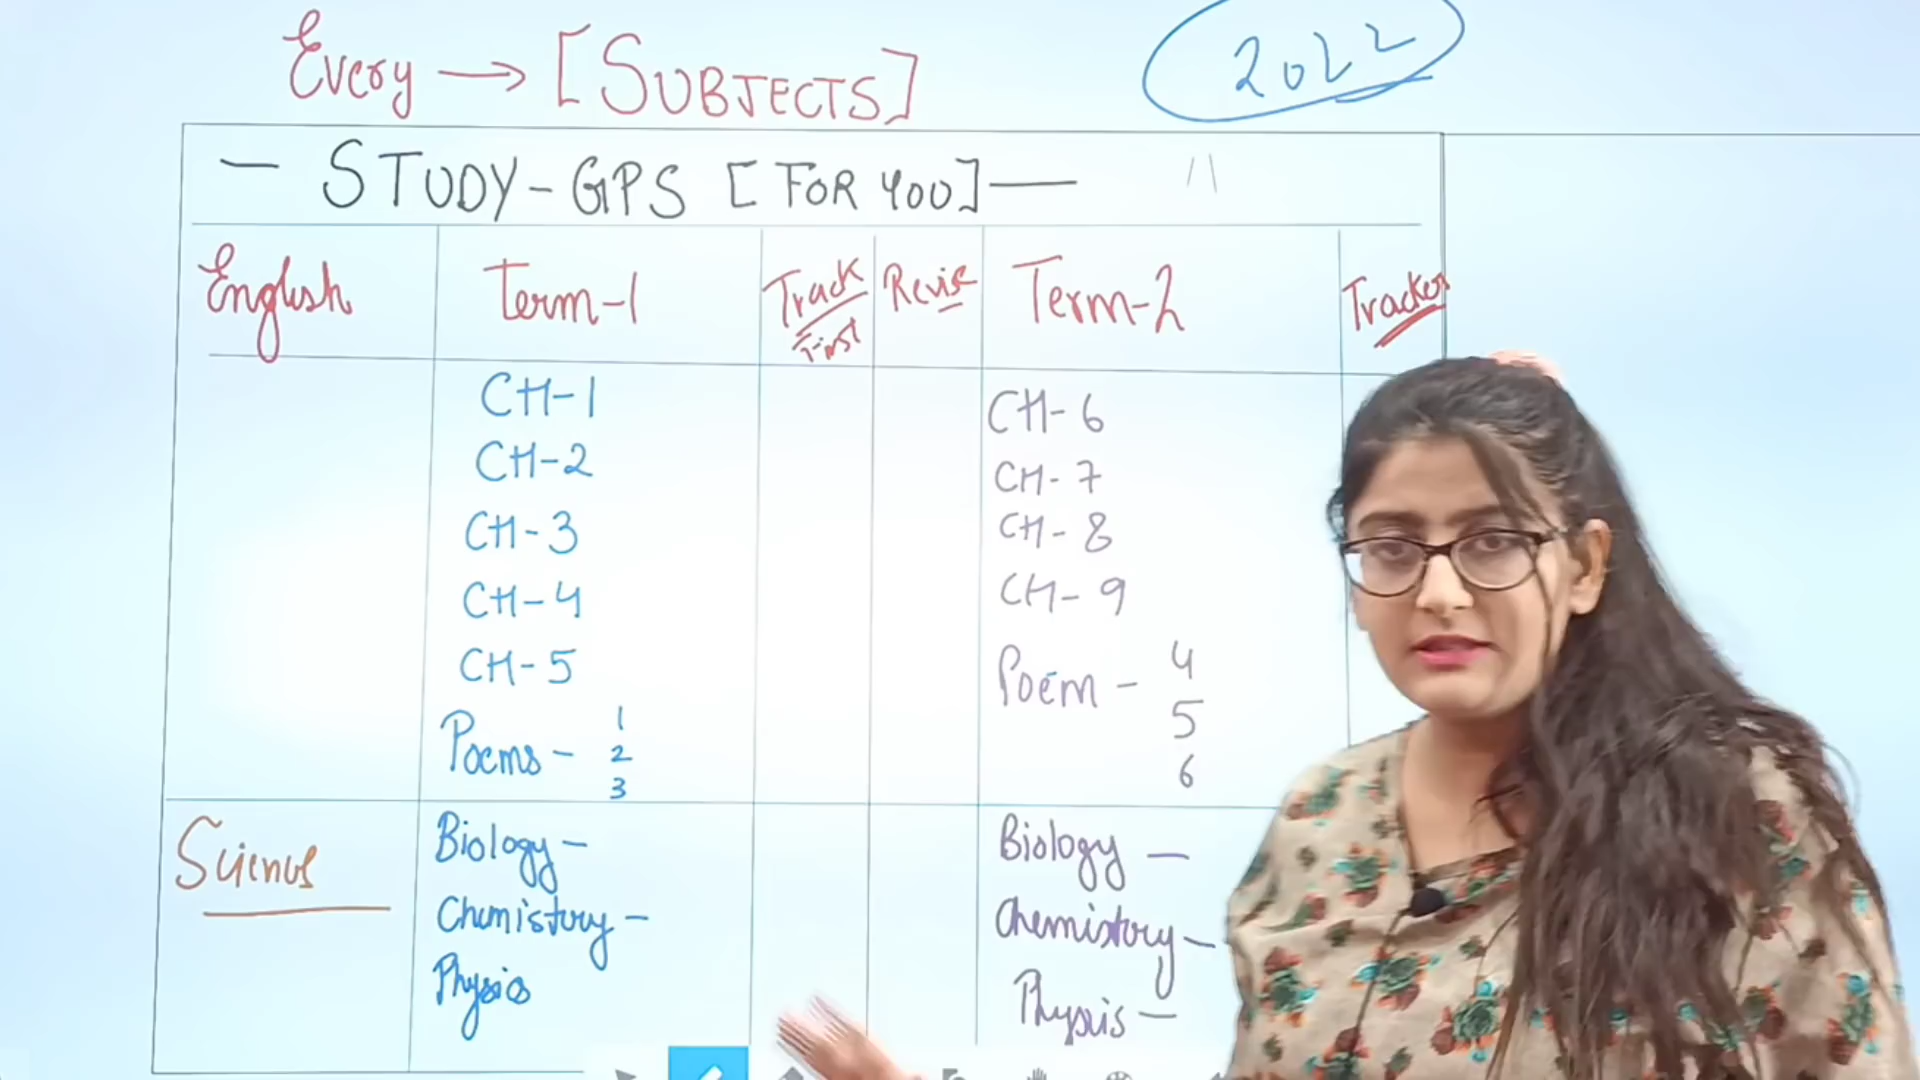 Every → [SUBJECTS]
2022
— STUDY-GPS [FOR YOU] —
English Term-1 Track First Revise Term-2 Tracker
CH-1 CH-6
CH-2 CH-7
CH-3 CH-8
CH-4 CH-9
CH-5 Poem - 4
5
6
Poems - 1
2
3
Science Biology - Biology —
Chemistry - Chemistry -
Physics Physics —